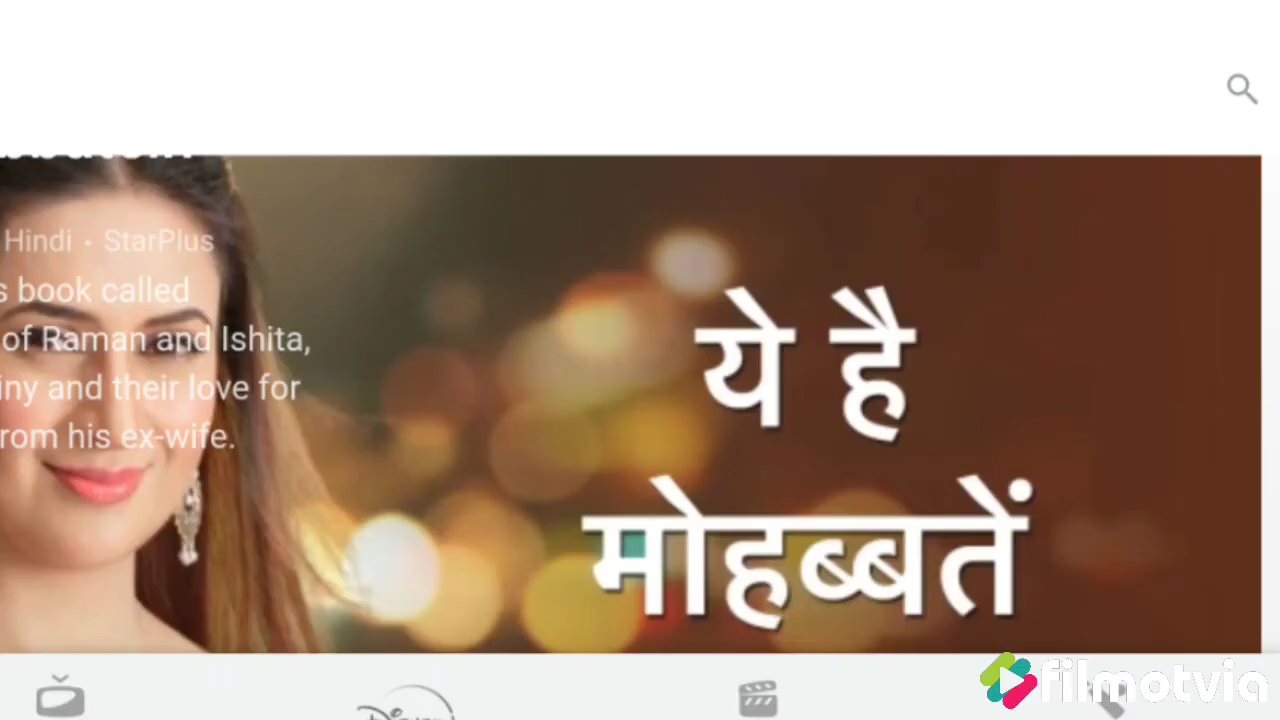 Hindi • StarPlus
s book called
of Raman and Ishita,
iny and their love for
rom his ex-wife.
ये है
मोहब्बतें
Disney
filmotvia